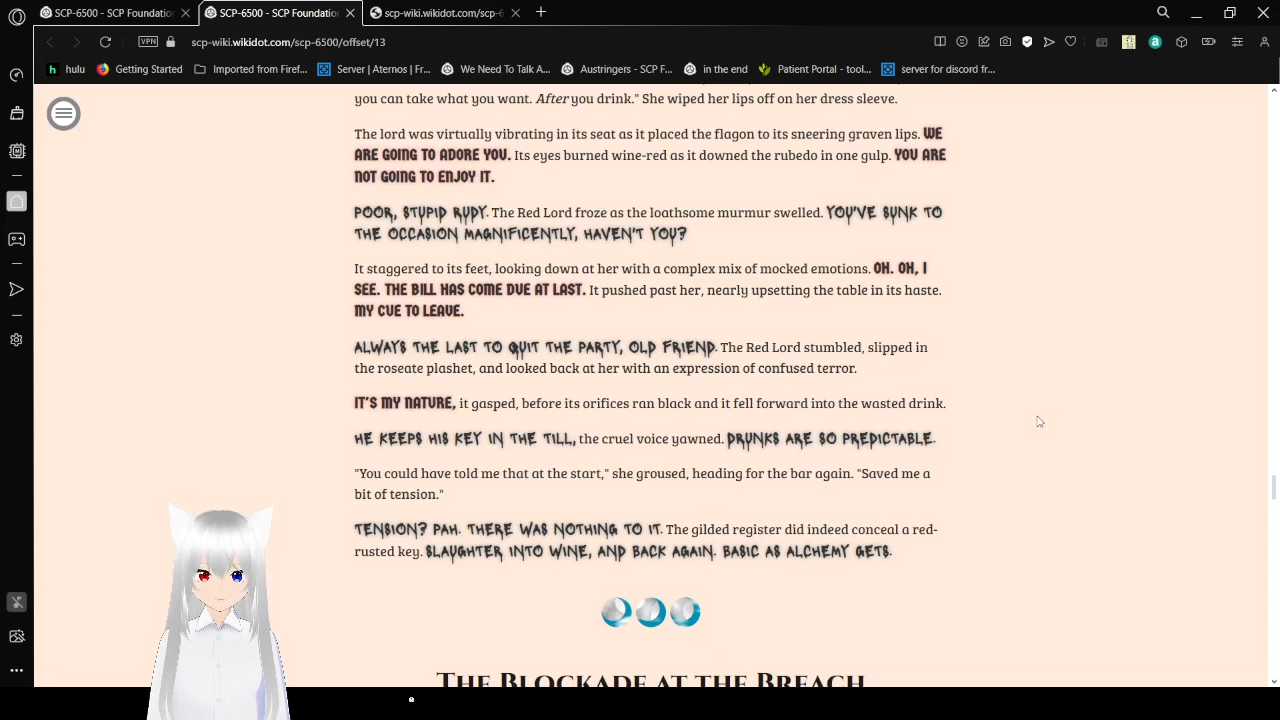 SCP-6500 - SCP Foundatio
SCP-6500 - SCP Foundatio
scp-wiki.wikidot.com/scp-6
VPN
scp-wiki.wikidot.com/scp-6500/offset/13
hulu
Getting Started
Imported from Firef...
Server | Aternos | Fr...
We Need To Talk A...
Austringers - SCP F...
in the end
Patient Portal - tool...
server for discord fr...
you can take what you want. After you drink." She wiped her lips off on her dress sleeve.
The lord was virtually vibrating in its seat as it placed the flagon to its sneering graven lips. WE
ARE GOING TO ADORE YOU. Its eyes burned wine-red as it downed the rubedo in one gulp. YOU ARE
NOT GOING TO ENJOY IT.
POOR, STUPID RUDY. The Red Lord froze as the loathsome murmur swelled. YOU'VE SUNK TO
THE OCCASION MAGNIFICENTLY, HAVEN'T YOU?
It staggered to its feet, looking down at her with a complex mix of mocked emotions. OH. OH, I
SEE. THE BILL HAS COME DUE AT LAST. It pushed past her, nearly upsetting the table in its haste.
MY CUE TO LEAVE.
ALWAYS THE LAST TO QUIT THE PARTY, OLD FRIEND. The Red Lord stumbled, slipped in
the roseate plashet, and looked back at her with an expression of confused terror.
IT'S MY NATURE, it gasped, before its orifices ran black and it fell forward into the wasted drink.
HE KEEPS HIS KEY IN THE TILL, the cruel voice yawned. DRUNKS ARE SO PREDICTABLE.
"You could have told me that at the start," she groused, heading for the bar again. "Saved me a
bit of tension."
TENSION? PAH. THERE WAS NOTHING TO IT. The gilded register did indeed conceal a red-
rusted key. SLAUGHTER INTO WINE, AND BACK AGAIN. BASIC AS ALCHEMY GETS.
THE BLOCKADE AT THE BREACH